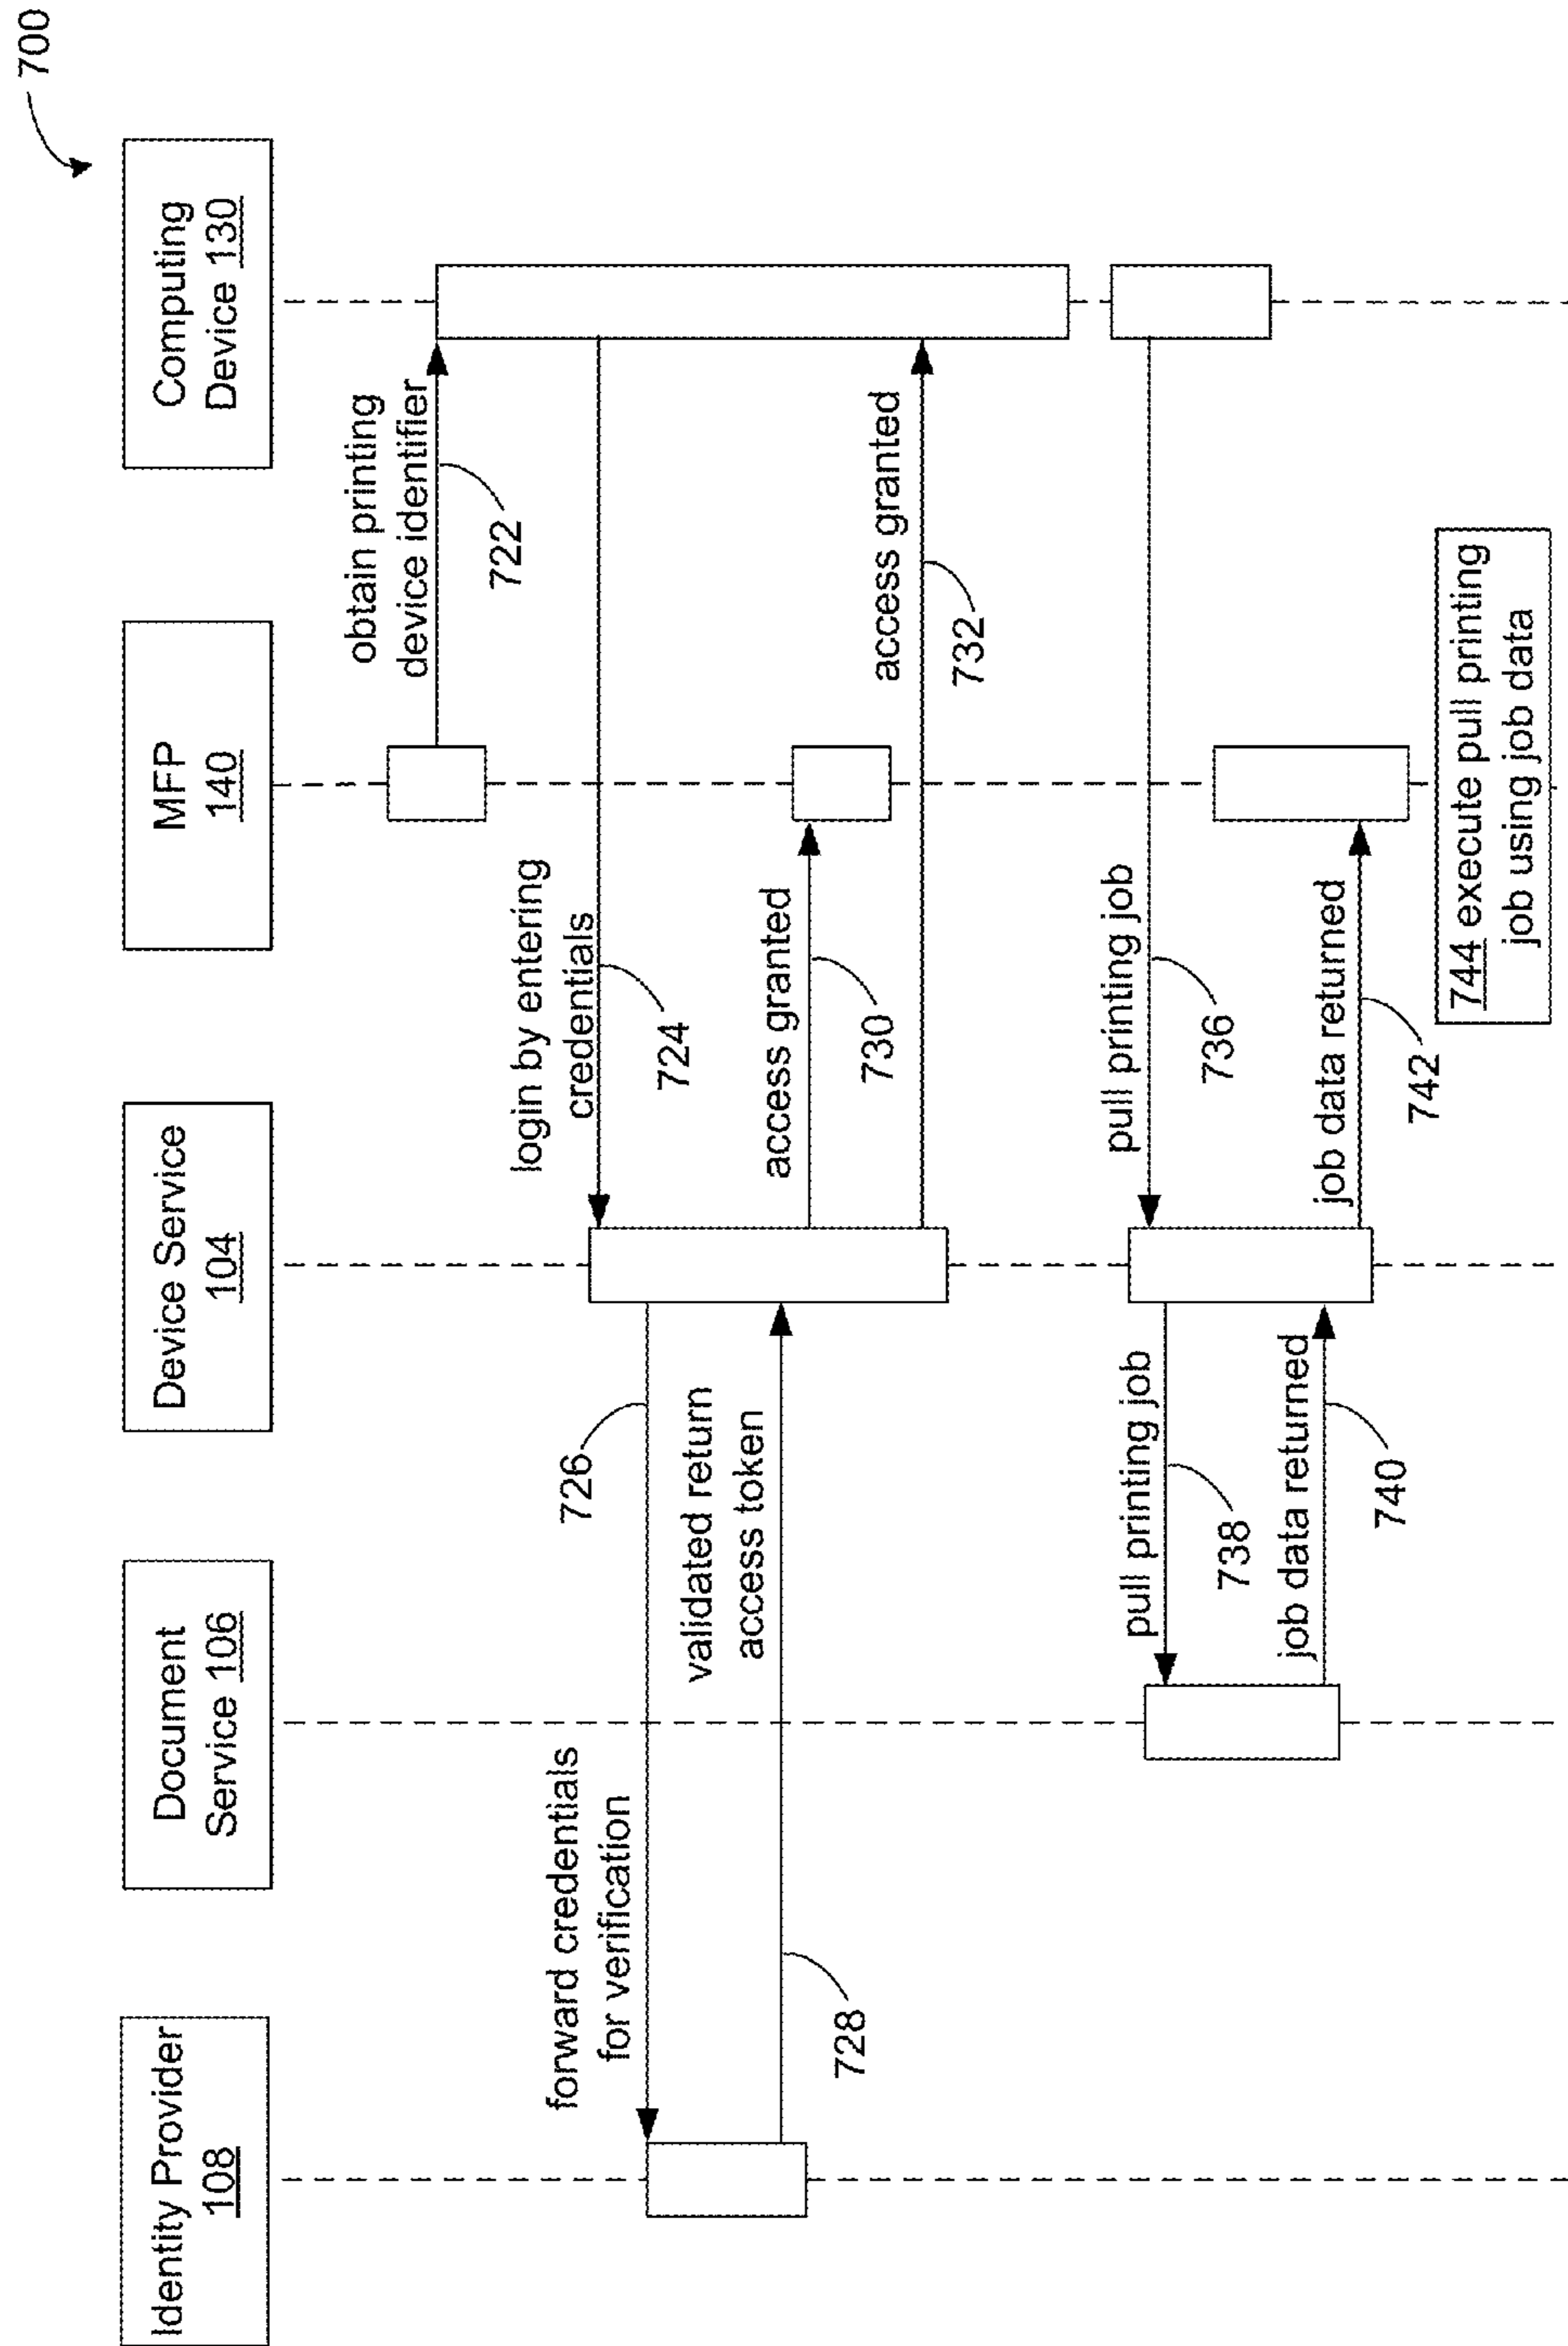 700
Identity Provider
108
Document
Service 106
Device Service
104
MFP
140
Computing
Device 130
obtain printing
device identifier
722
login by entering
credentials
724
forward credentials
for verification
726
validated return
access token
728
access granted
730
access granted
732
pull printing job
736
pull printing job
738
job data returned
740
job data returned
742
744 execute pull printing
job using job data